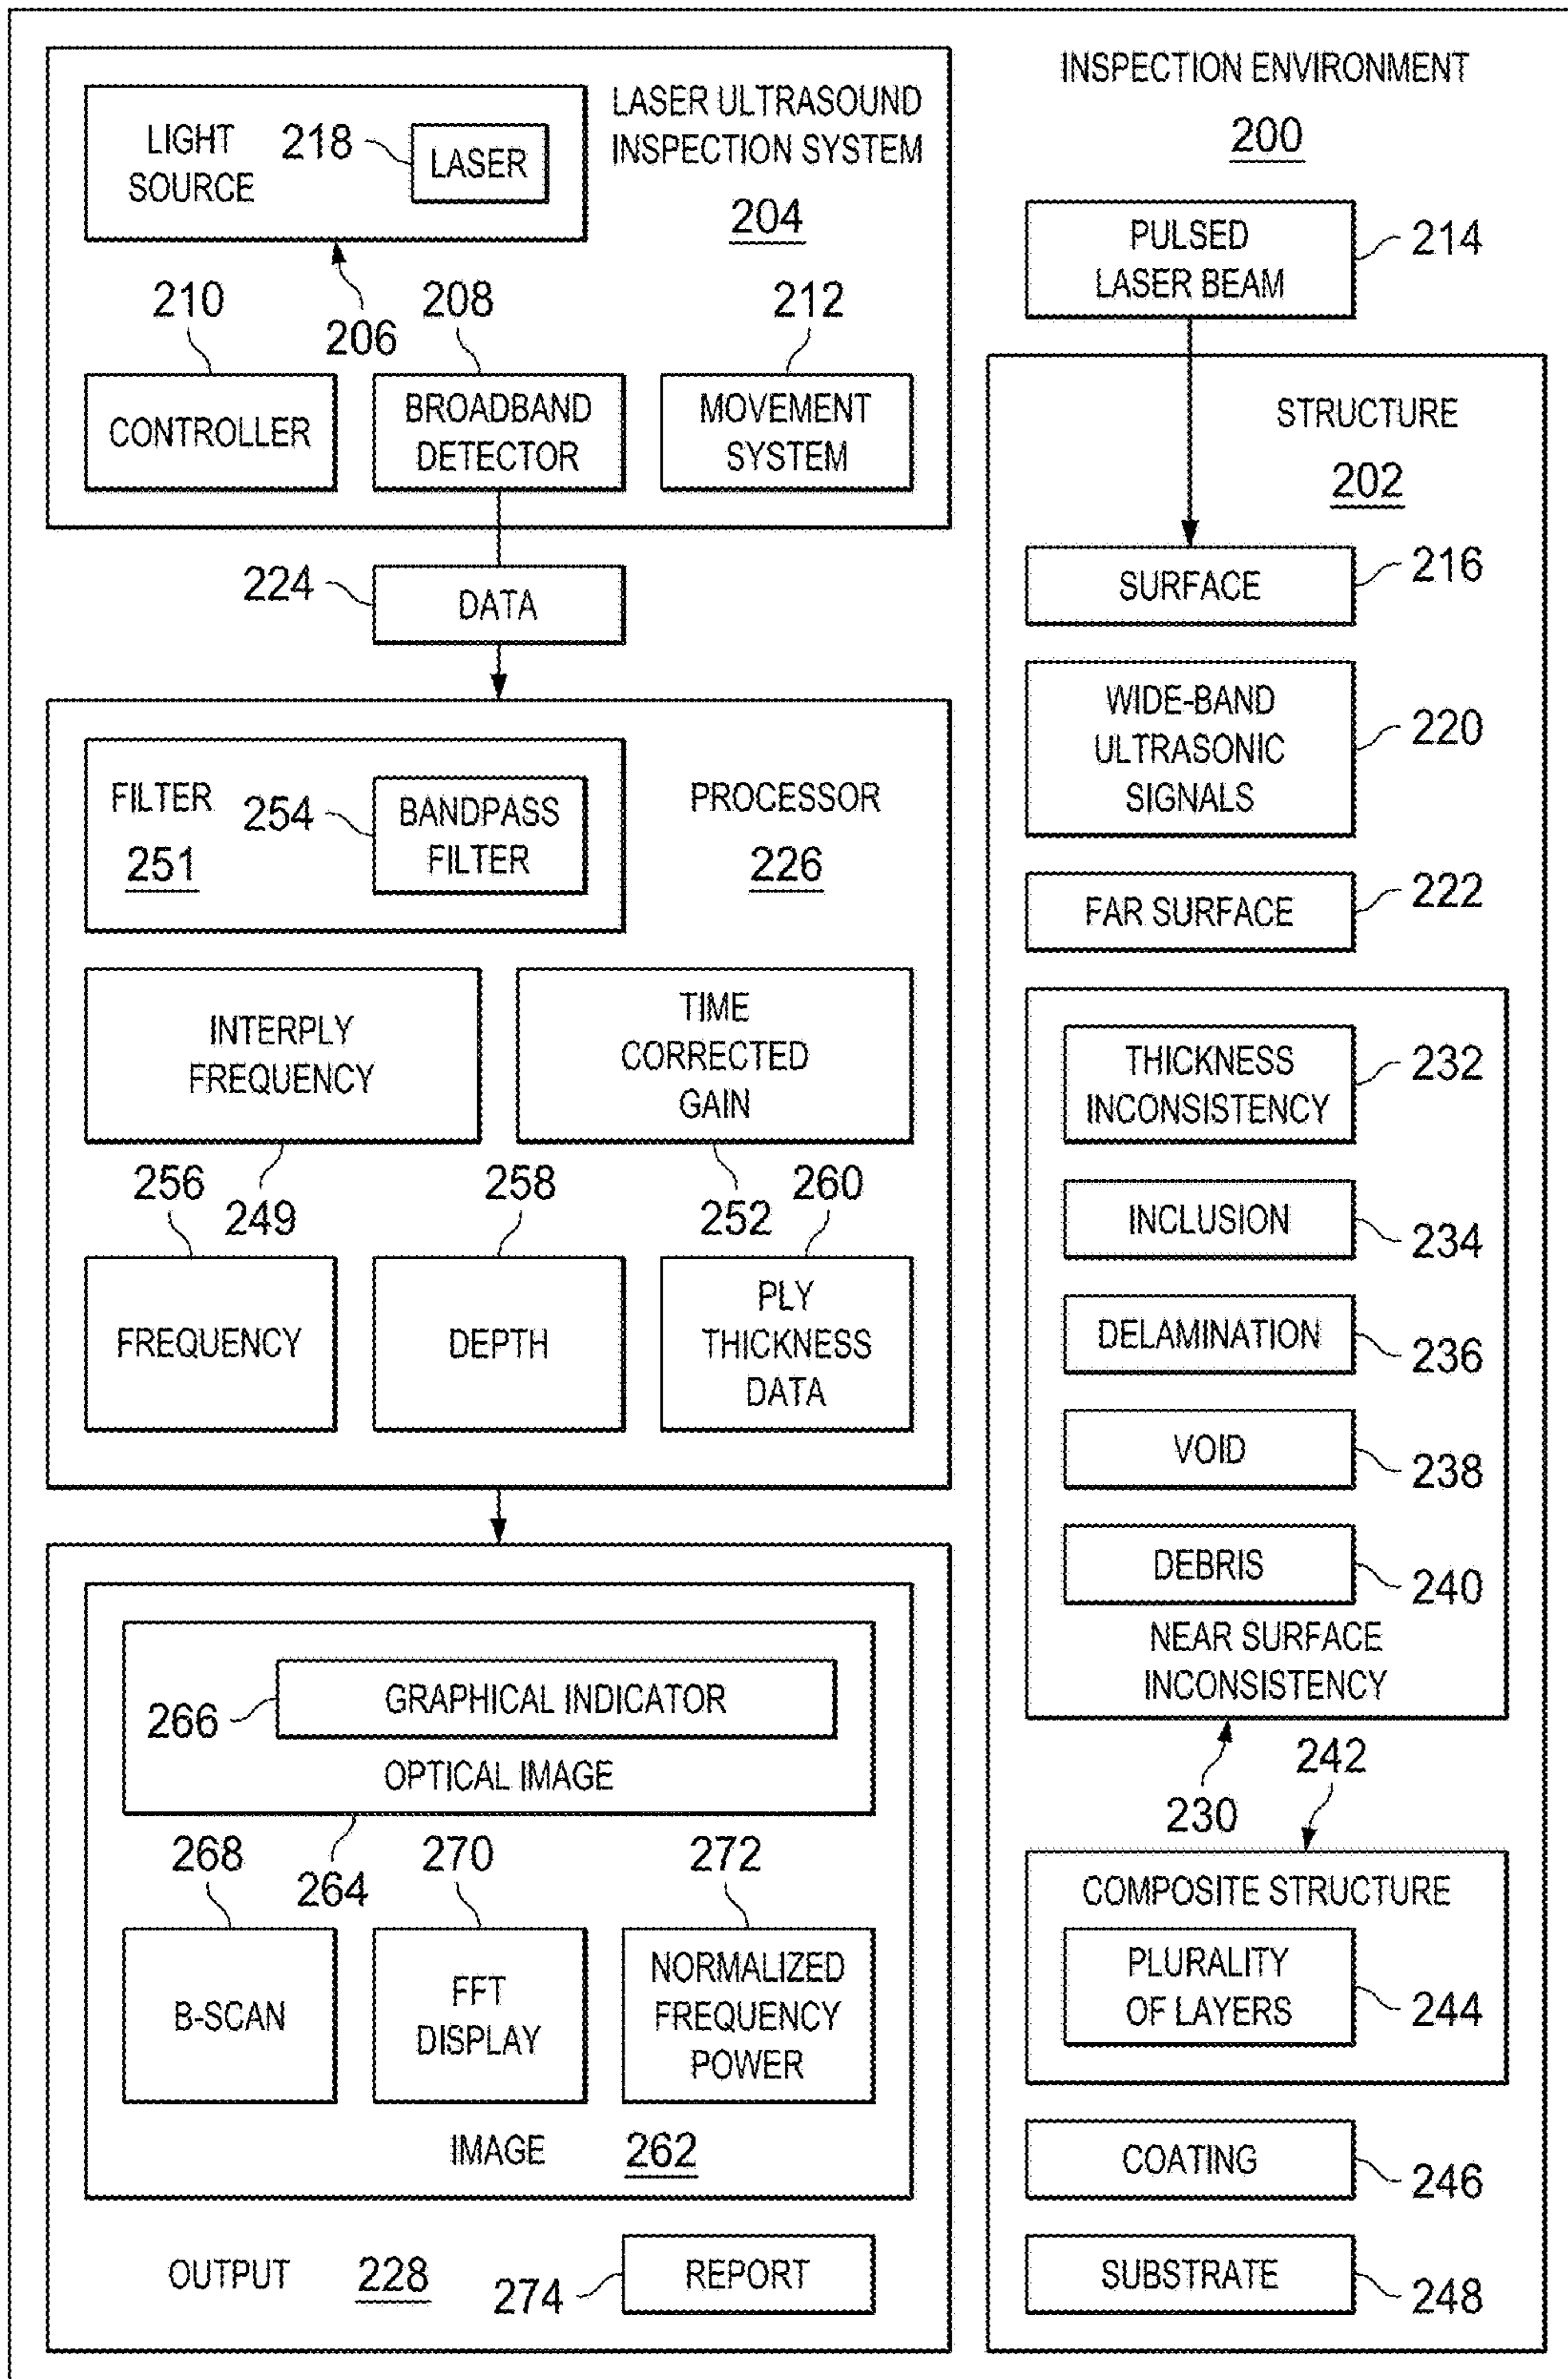 INSPECTION ENVIRONMENT
200
LASER ULTRASOUND
INSPECTION SYSTEM
204
LIGHT
SOURCE
218
LASER
206
210
CONTROLLER
208
BROADBAND
DETECTOR
212
MOVEMENT
SYSTEM
224
DATA
FILTER
251
254
BANDPASS
FILTER
PROCESSOR
226
INTERPLY
FREQUENCY
249
TIME
CORRECTED
GAIN
252
256
FREQUENCY
258
DEPTH
260
PLY
THICKNESS
DATA
266
GRAPHICAL INDICATOR
OPTICAL IMAGE
264
268
B-SCAN
270
FFT
DISPLAY
272
NORMALIZED
FREQUENCY
POWER
IMAGE 262
OUTPUT 228
274
REPORT
PULSED
LASER BEAM
214
STRUCTURE
202
SURFACE
216
WIDE-BAND
ULTRASONIC
SIGNALS
220
FAR SURFACE
222
THICKNESS
INCONSISTENCY
232
INCLUSION
234
DELAMINATION
236
VOID
238
DEBRIS
240
NEAR SURFACE
INCONSISTENCY
230
242
COMPOSITE STRUCTURE
PLURALITY
OF LAYERS
244
COATING
246
SUBSTRATE
248